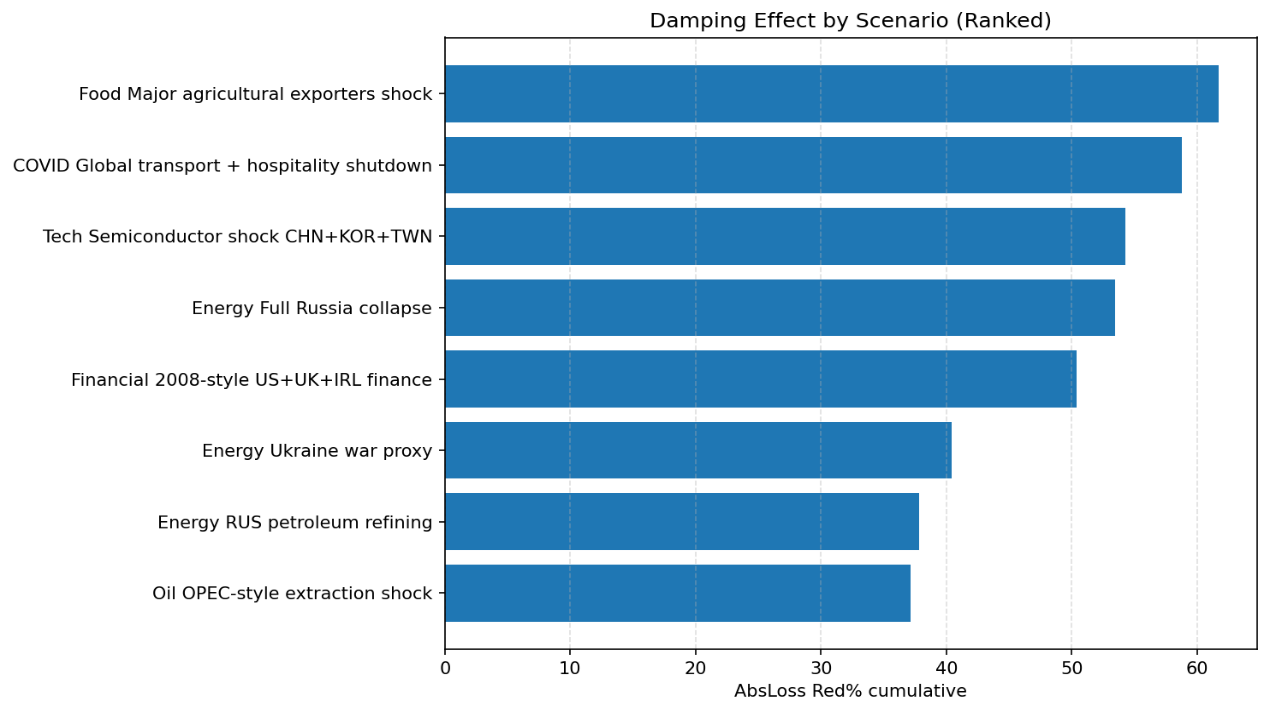 Damping Effect by Scenario (Ranked)
Food Major agricultural exporters shock
COVID Global transport + hospitality shutdown
Tech Semiconductor shock CHN+KOR+TWN
Energy Full Russia collapse
Financial 2008-style US+UK+IRL finance
Energy Ukraine war proxy
Energy RUS petroleum refining
Oil OPEC-style extraction shock
0 10 20 30 40 50 60
AbsLoss Red% cumulative